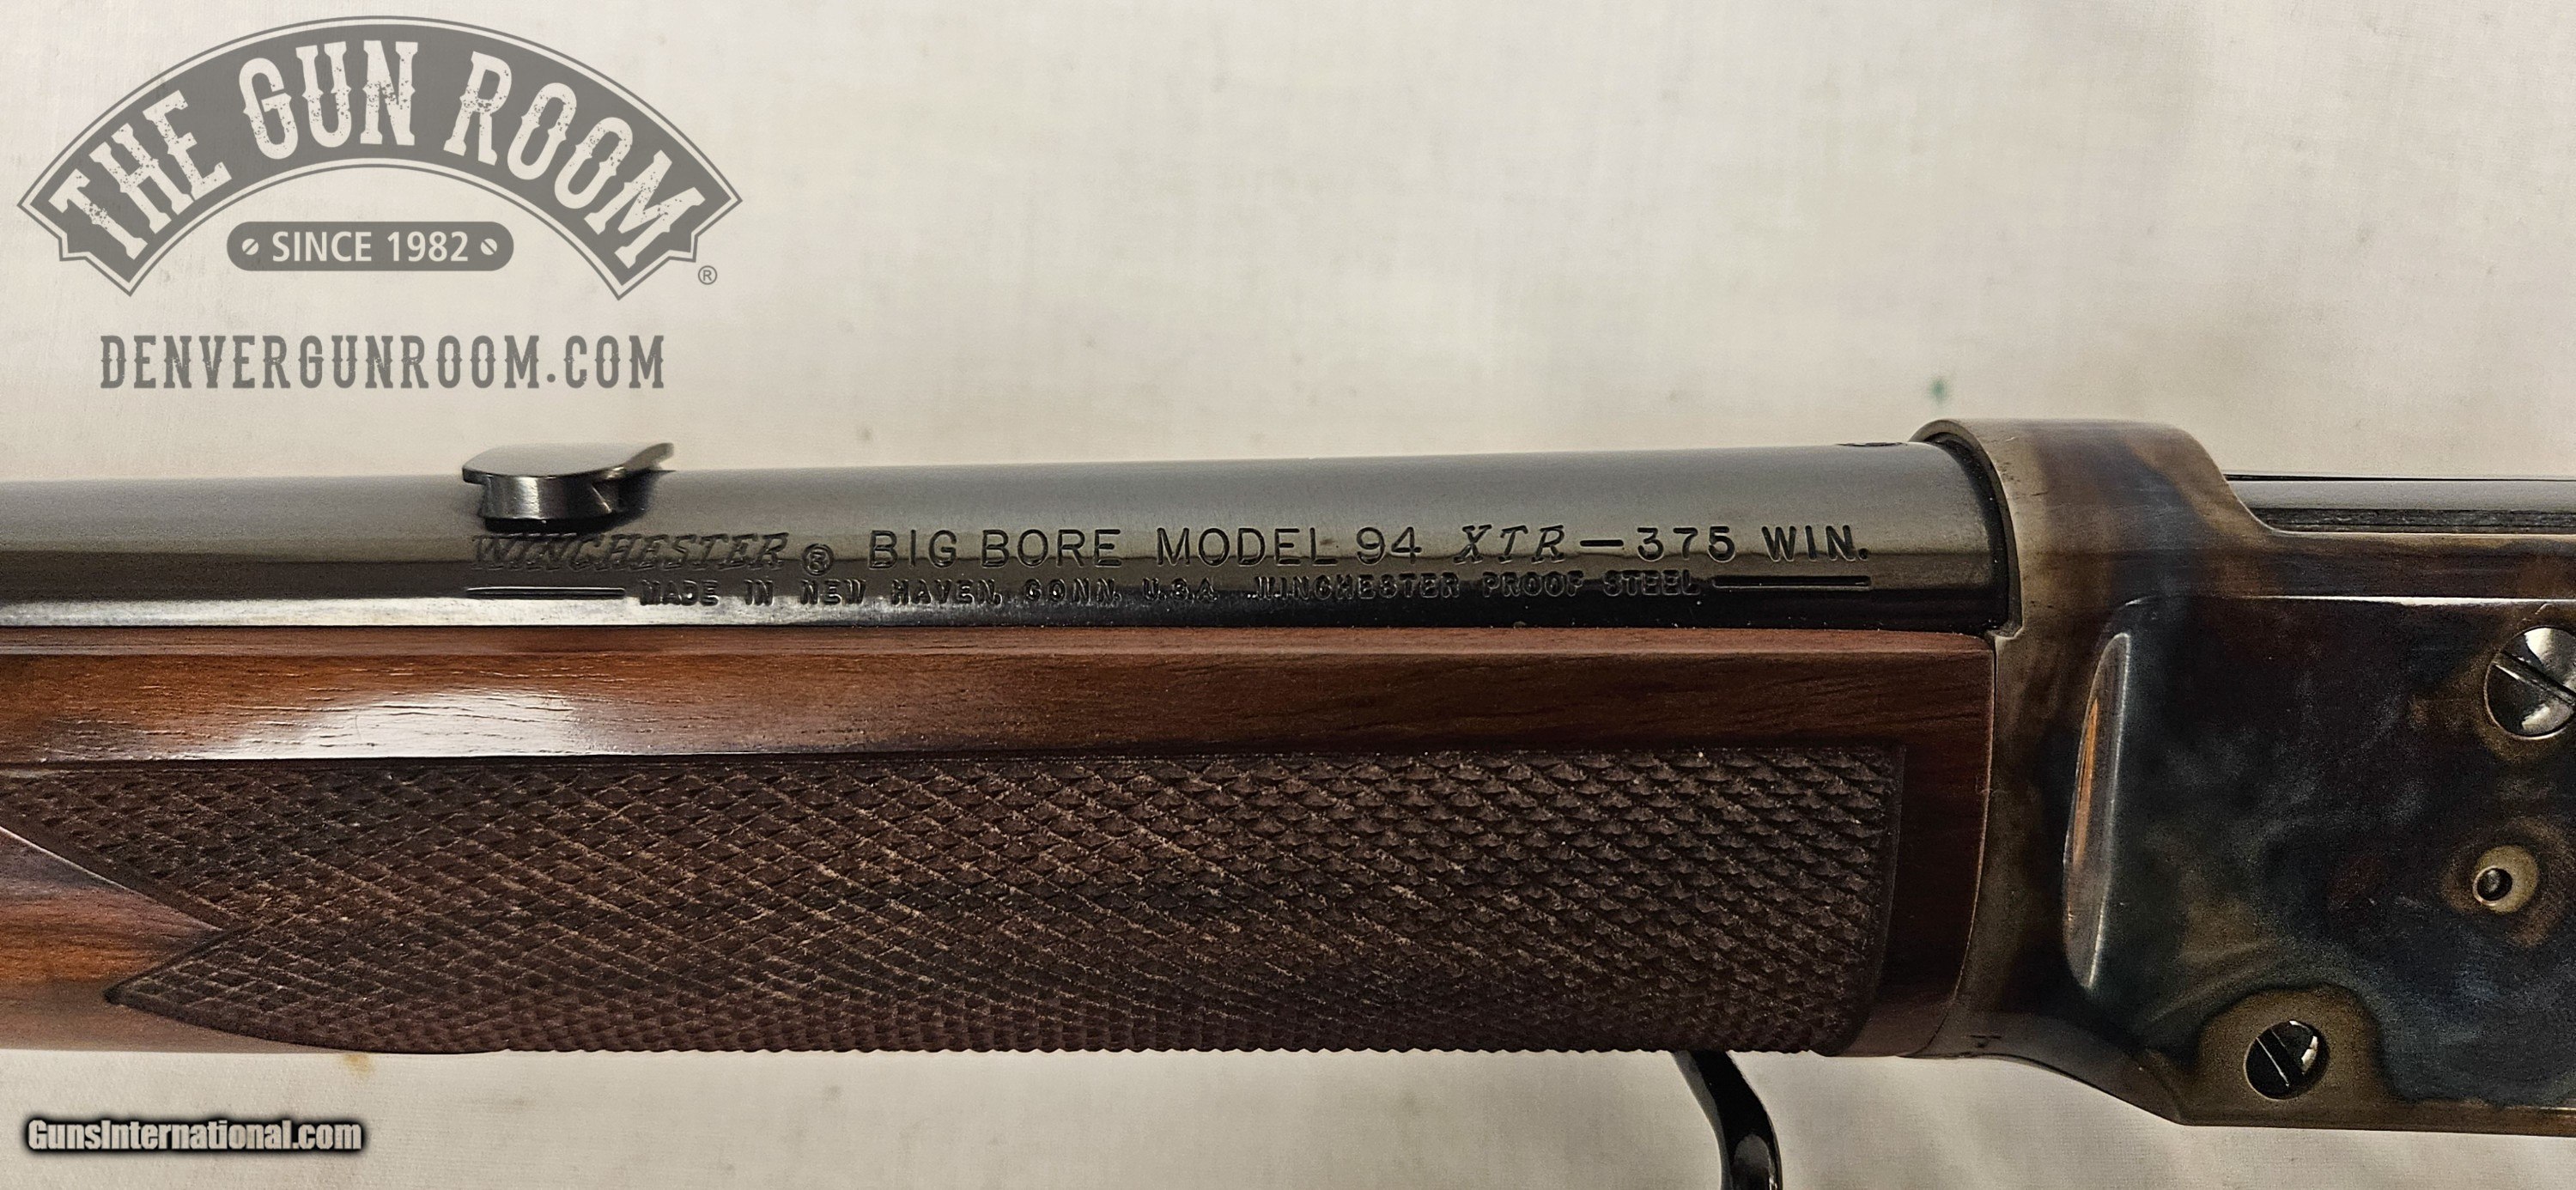 THE GUN ROOM
SINCE 1982
®
DENVERGUNROOM.COM
WINCHESTER® BIG BORE MODEL 94 XTR—375 WIN.
MADE IN NEW HAVEN, CONN. U.S.A. WINCHESTER PROOF STEEL
GunsInternational.com